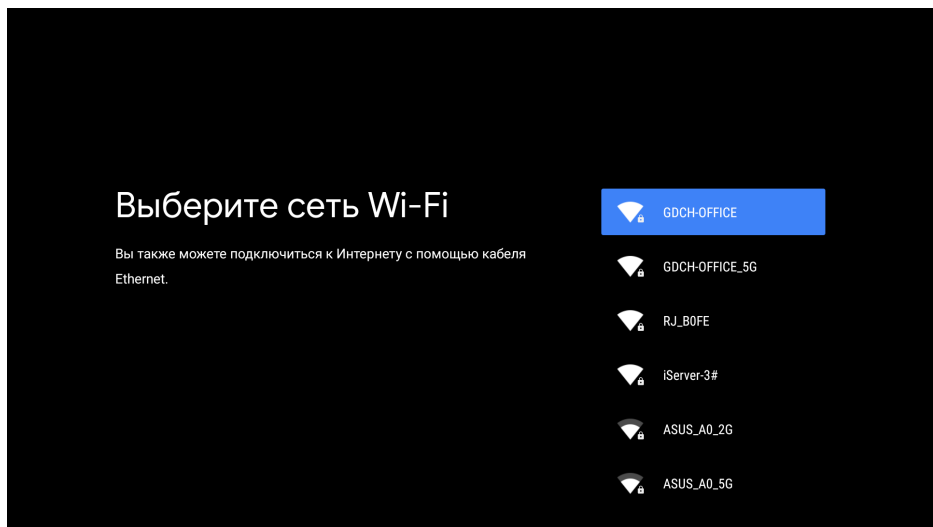 Выберите сеть Wi-Fi
Вы также можете подключиться к Интернету с помощью кабеля
Ethernet.
GDCH-OFFICE
GDCH-OFFICE_5G
RJ_B0FE
iServer-3#
ASUS_A0_2G
ASUS_A0_5G